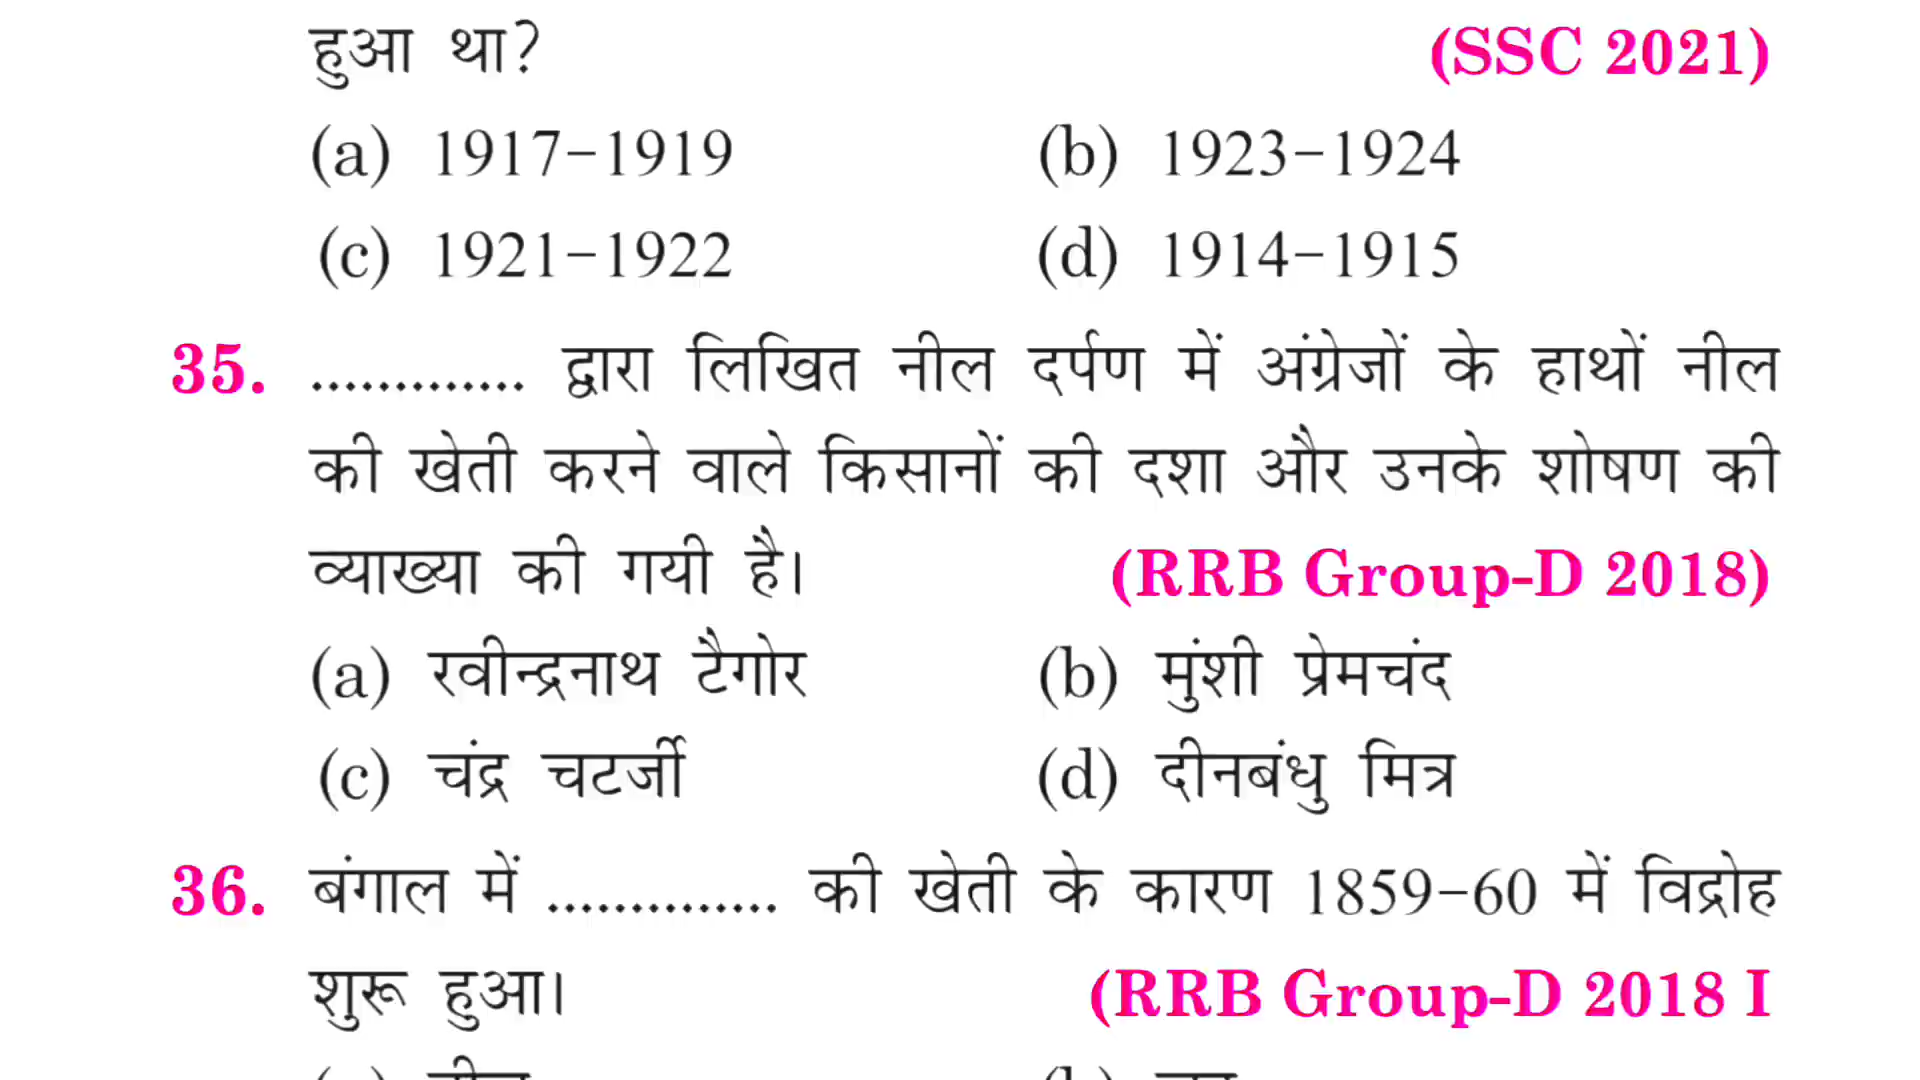 हुआ था? (SSC 2021)
(a) 1917–1919 (b) 1923–1924
(c) 1921–1922 (d) 1914–1915
35. ................ द्वारा लिखित नील दर्पण में अंग्रेजों के हाथों नील
की खेती करने वाले किसानों की दशा और उनके शोषण की
व्याख्या की गयी है। (RRB Group-D 2018)
(a) रवीन्द्रनाथ टैगोर (b) मुंशी प्रेमचंद
(c) चंद्र चटर्जी (d) दीनबंधु मित्र
36. बंगाल में ................. की खेती के कारण 1859–60 में विद्रोह
शुरू हुआ। (RRB Group-D 2018 I